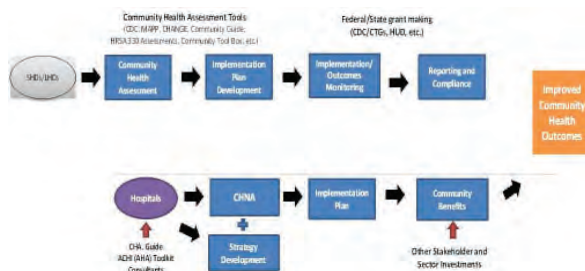 Community Health Assessment Tools
(CDC, MAPP, CHANGE, Community Guide,
HRSA 330 Assessments, Community Tool Box, etc.)
Federal/State grant making
(CDC/CTGs, HUD, etc.)
SHDs/LHDs
Community
Health
Assessment
Implementation
Plan
Development
Implementation/
Outcomes
Monitoring
Reporting and
Compliance
Improved
Community
Health
Outcomes
Hospitals
CHNA
Implementation
Plan
Community
Benefits
Strategy
Development
CHA, Guide
ACHI (AHA) Toolkit
Consultants
Other Stakeholder and
Sector Investments